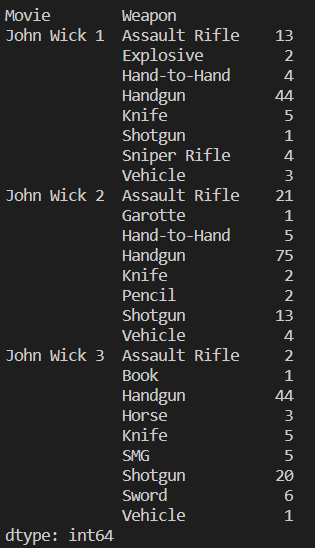 Movie        Weapon
John Wick 1  Assault Rifle    13
             Explosive         2
             Hand-to-Hand      4
             Handgun          44
             Knife             5
             Shotgun           1
             Sniper Rifle      4
             Vehicle           3
John Wick 2  Assault Rifle    21
             Garotte           1
             Hand-to-Hand      5
             Handgun          75
             Knife             2
             Pencil            2
             Shotgun          13
             Vehicle           4
John Wick 3  Assault Rifle     2
             Book              1
             Handgun          44
             Horse             3
             Knife             5
             SMG               5
             Shotgun          20
             Sword             6
             Vehicle           1
dtype: int64